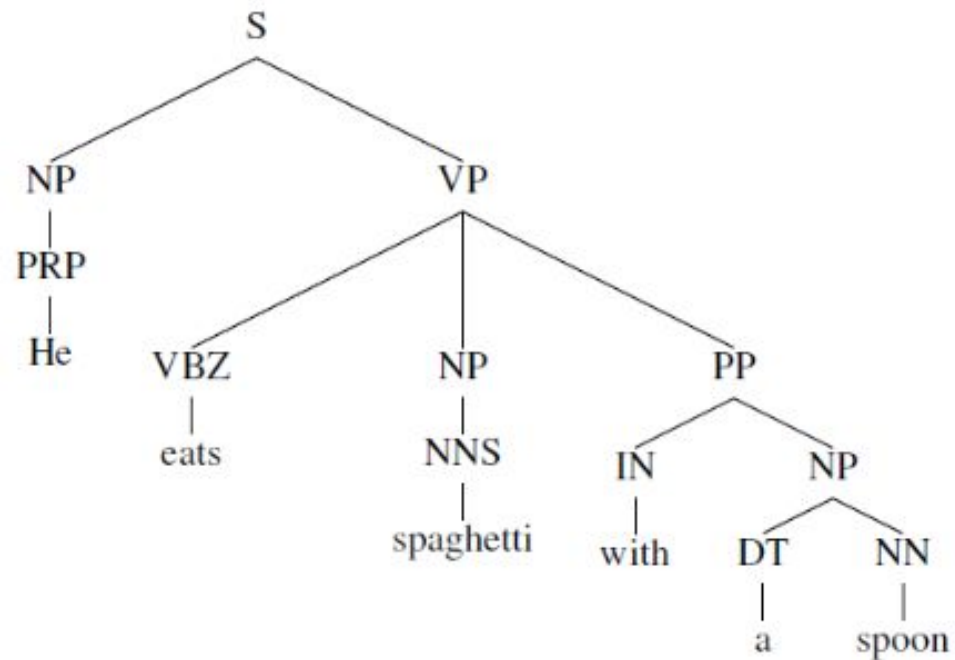 S
NP VP
PRP
He VBZ NP PP
eats NNS IN NP
spaghetti with DT NN
a spoon